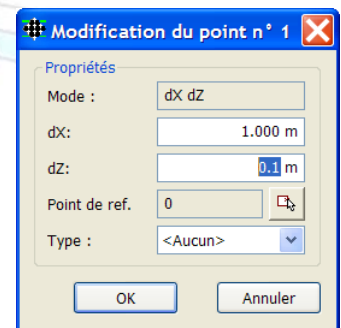 Modification du point n° 1
Propriétés
Mode : dX dZ
dX: 1.000 m
dZ: 0.1 m
Point de ref. 0
Type : <Aucun>
OK Annuler